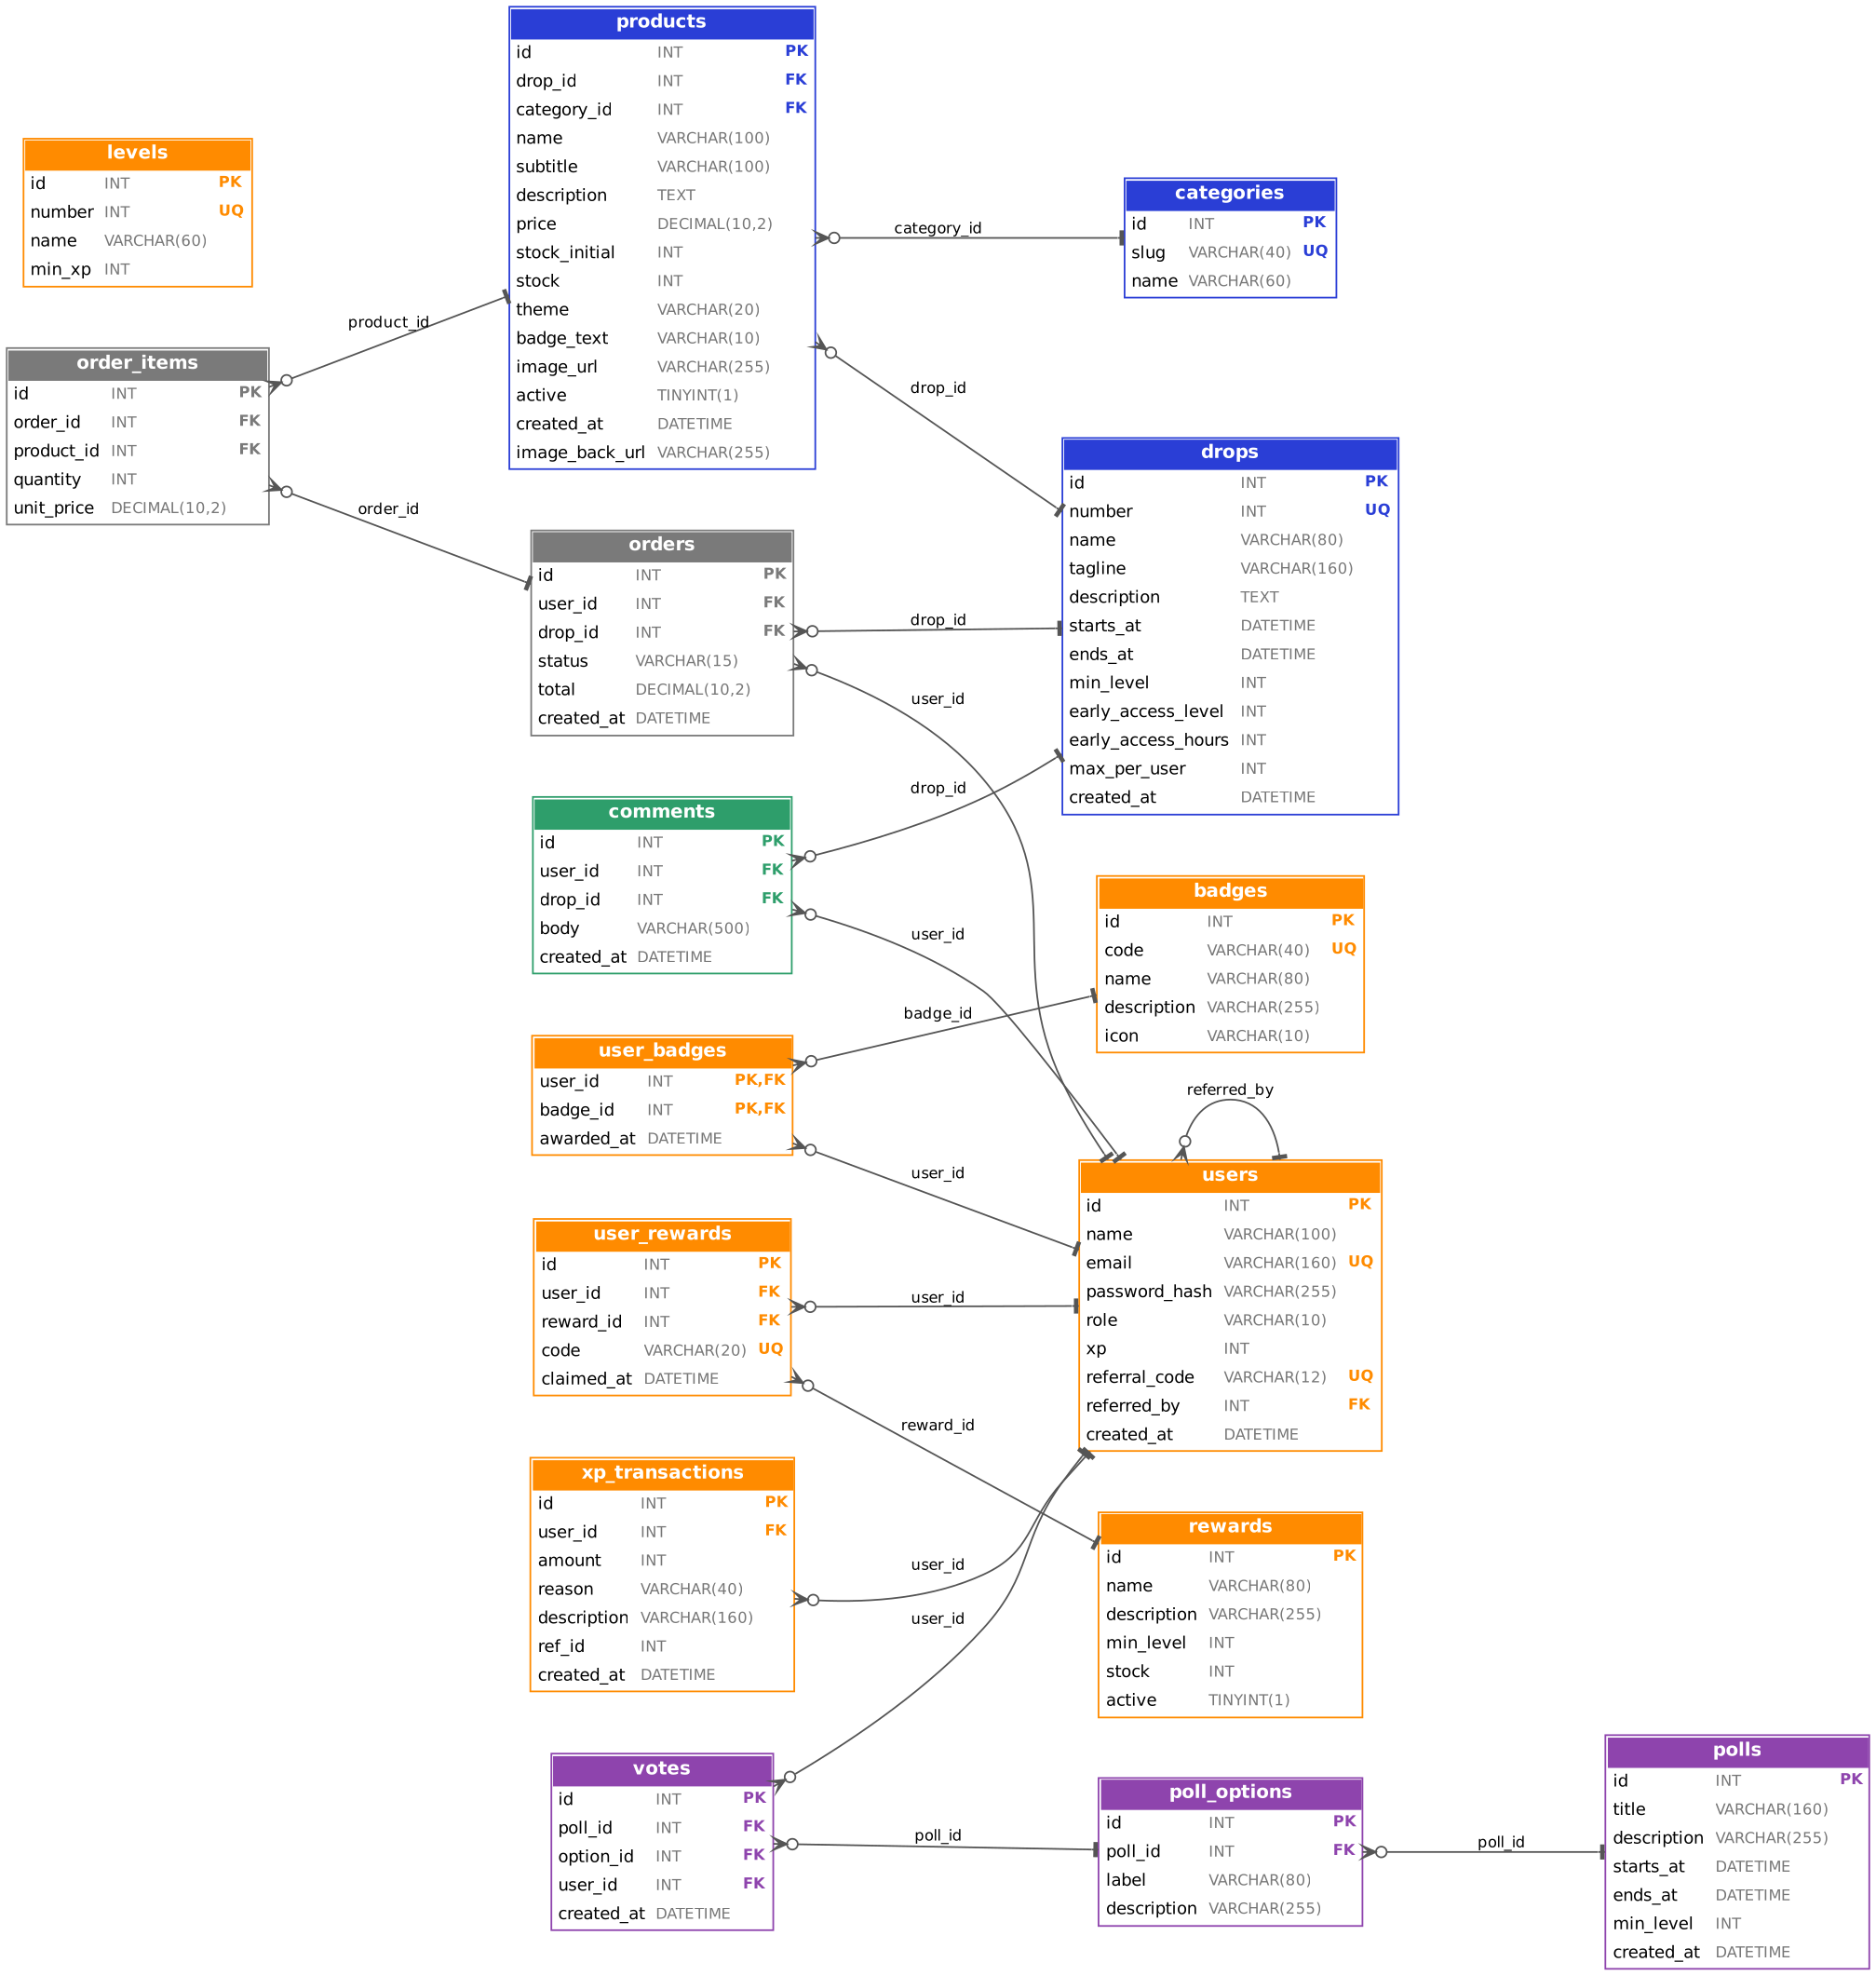 products
id INT PK
drop_id INT FK
category_id INT FK
name VARCHAR(100)
subtitle VARCHAR(100)
description TEXT
price DECIMAL(10,2)
stock_initial INT
stock INT
theme VARCHAR(20)
badge_text VARCHAR(10)
image_url VARCHAR(255)
active TINYINT(1)
created_at DATETIME
image_back_url VARCHAR(255)
levels
id INT PK
number INT UQ
name VARCHAR(60)
min_xp INT
categories
id INT PK
slug VARCHAR(40) UQ
name VARCHAR(60)
category_id
product_id
order_items
id INT PK
order_id INT FK
product_id INT FK
quantity INT
unit_price DECIMAL(10,2)
drop_id
order_id
drops
id INT PK
number INT UQ
name VARCHAR(80)
tagline VARCHAR(160)
description TEXT
starts_at DATETIME
ends_at DATETIME
min_level INT
early_access_level INT
early_access_hours INT
max_per_user INT
created_at DATETIME
orders
id INT PK
user_id INT FK
drop_id INT FK
status VARCHAR(15)
total DECIMAL(10,2)
created_at DATETIME
drop_id
user_id
drop_id
comments
id INT PK
user_id INT FK
drop_id INT FK
body VARCHAR(500)
created_at DATETIME
user_id
badges
id INT PK
code VARCHAR(40) UQ
name VARCHAR(80)
description VARCHAR(255)
icon VARCHAR(10)
badge_id
user_badges
user_id INT PK,FK
badge_id INT PK,FK
awarded_at DATETIME
user_id
referred_by
users
id INT PK
name VARCHAR(100)
email VARCHAR(160) UQ
password_hash VARCHAR(255)
role VARCHAR(10)
xp INT
referral_code VARCHAR(12) UQ
referred_by INT FK
created_at DATETIME
user_rewards
id INT PK
user_id INT FK
reward_id INT FK
code VARCHAR(20) UQ
claimed_at DATETIME
user_id
reward_id
xp_transactions
id INT PK
user_id INT FK
amount INT
reason VARCHAR(40)
description VARCHAR(160)
ref_id INT
created_at DATETIME
user_id
user_id
rewards
id INT PK
name VARCHAR(80)
description VARCHAR(255)
min_level INT
stock INT
active TINYINT(1)
votes
id INT PK
poll_id INT FK
option_id INT FK
user_id INT FK
created_at DATETIME
poll_id
poll_options
id INT PK
poll_id INT FK
label VARCHAR(80)
description VARCHAR(255)
poll_id
polls
id INT PK
title VARCHAR(160)
description VARCHAR(255)
starts_at DATETIME
ends_at DATETIME
min_level INT
created_at DATETIME